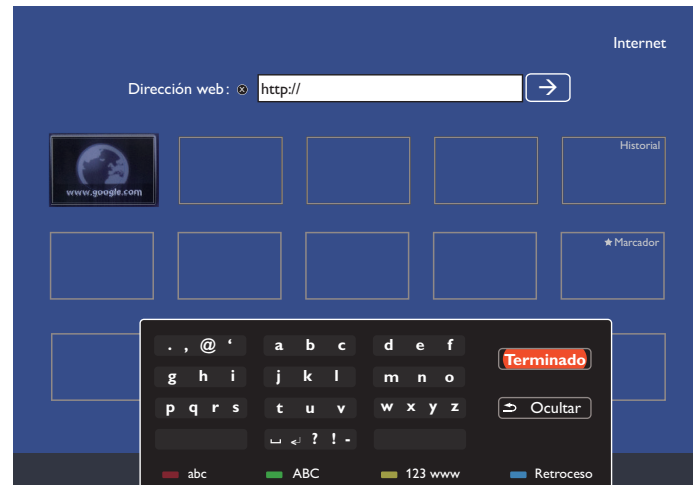 Internet
Dirección web: ⊗ http:// →
www.google.com
Historial
★ Marcador
. , @ ‘ a b c d e f
Terminado
g h i j k l m n o
p q r s t u v w x y z Ocultar
␣ ↲ ? ! -
abc ABC 123 www Retroceso